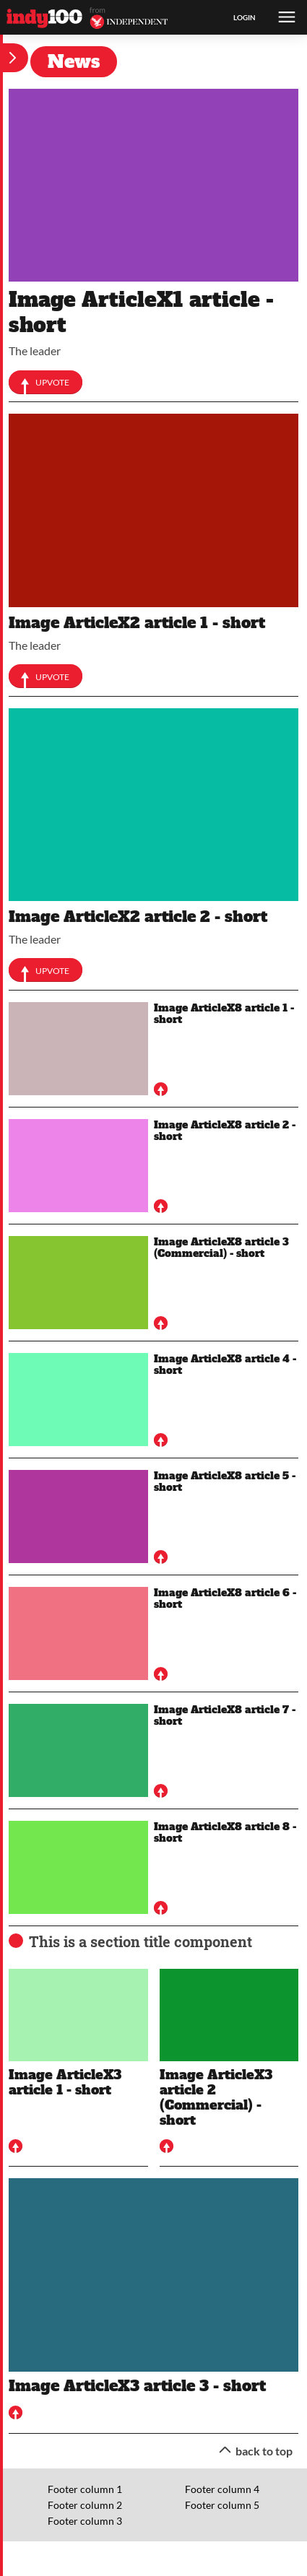 indy100 from INDEPENDENT LOGIN
News
Image ArticleX1 article -
short
The leader
UPVOTE
Image ArticleX2 article 1 - short
The leader
UPVOTE
Image ArticleX2 article 2 - short
The leader
UPVOTE
Image ArticleX8 article 1 -
short
Image ArticleX8 article 2 -
short
Image ArticleX8 article 3
(Commercial) - short
Image ArticleX8 article 4 -
short
Image ArticleX8 article 5 -
short
Image ArticleX8 article 6 -
short
Image ArticleX8 article 7 -
short
Image ArticleX8 article 8 -
short
This is a section title component
Image ArticleX3
article 1 - short
Image ArticleX3
article 2
(Commercial) -
short
Image ArticleX3 article 3 - short
back to top
Footer column 1
Footer column 2
Footer column 3
Footer column 4
Footer column 5